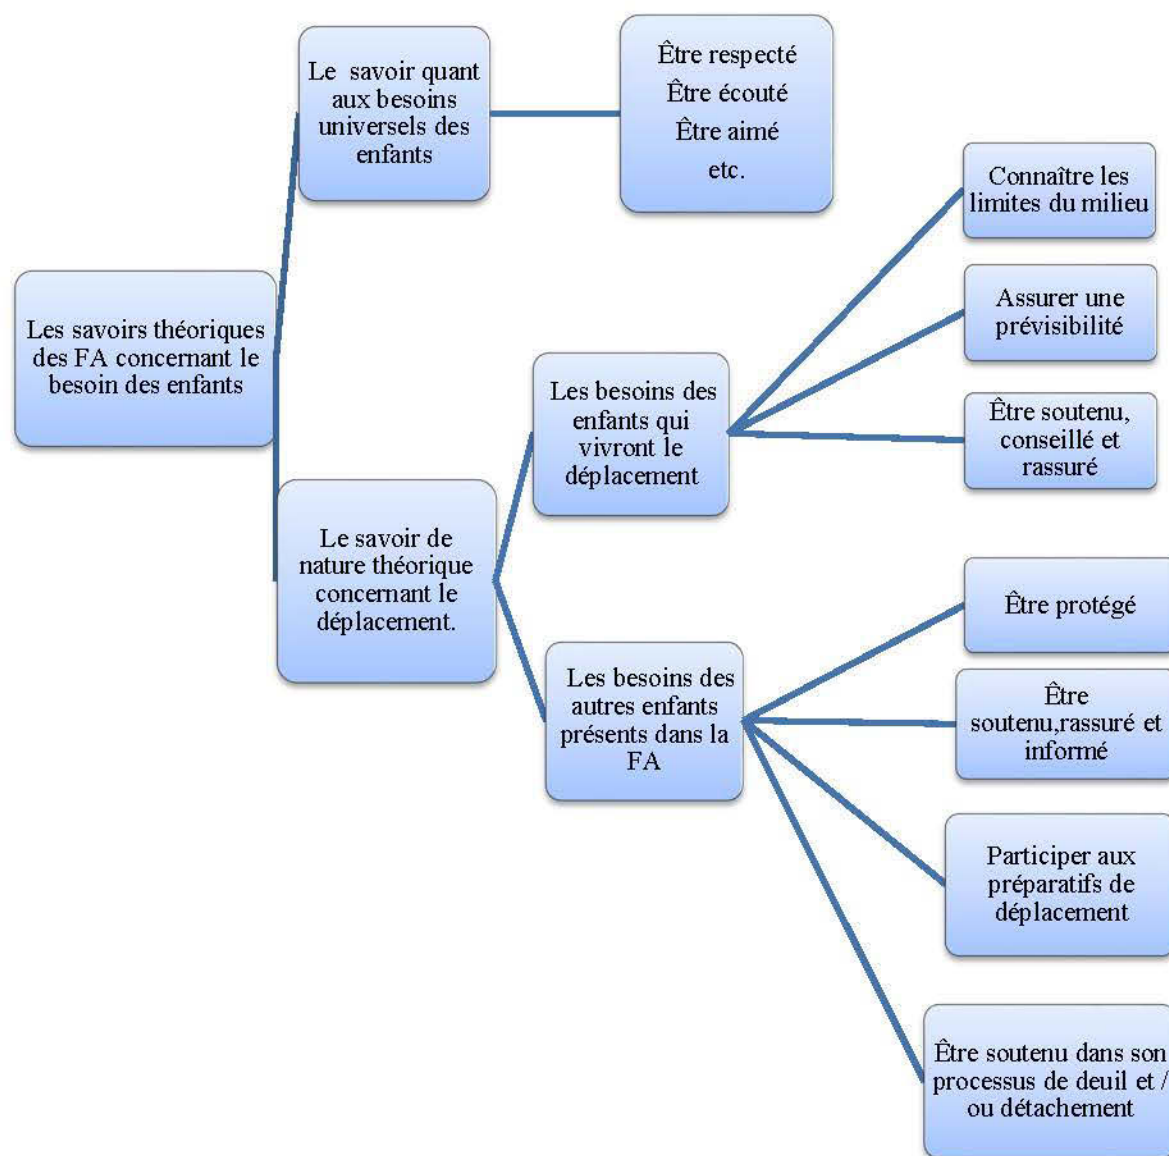 Le savoir quant
aux besoins
universels des
enfants
Être respecté
Être écouté
Être aimé
etc.
Connaître les
limites du milieu
Assurer une
prévisibilité
Les savoirs théoriques
des FA concernant le
besoin des enfants
Les besoins des
enfants qui
vivront le
déplacement
Être soutenu,
conseillé et
rassuré
Le savoir de
nature théorique
concernant le
déplacement.
Être protégé
Les besoins des
autres enfants
présents dans la
FA
Être
soutenu,rassuré et
informé
Participer aux
préparatifs de
déplacement
Être soutenu dans son
processus de deuil et /
ou détachement